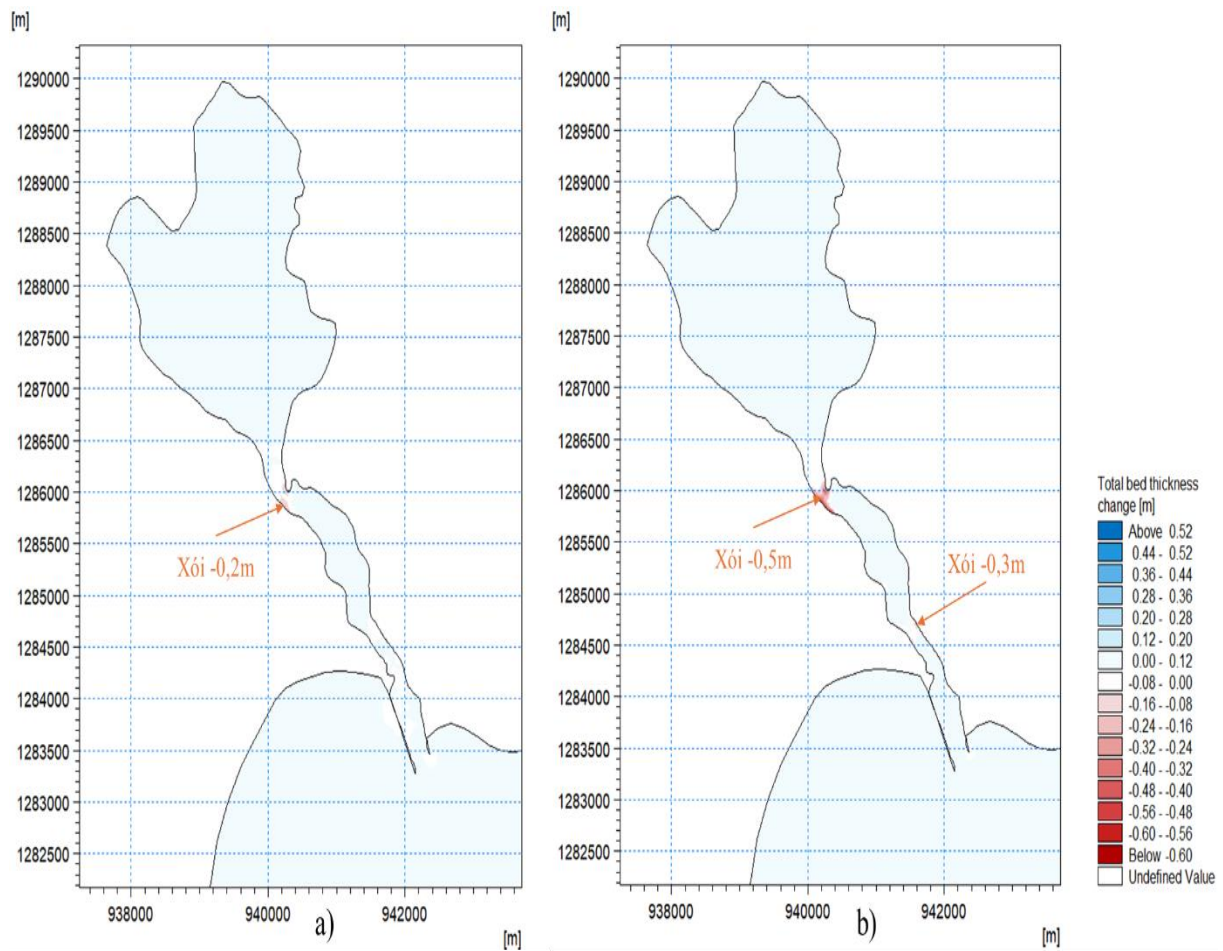 [m]
1290000
1289500
1289000
1288500
1288000
1287500
1287000
1286500
1286000
1285500
1285000
1284500
1284000
1283500
1283000
1282500
Xói -0,2m
938000
940000
942000
a)
[m]
[m]
1290000
1289500
1289000
1288500
1288000
1287500
1287000
1286500
1286000
1285500
1285000
1284500
1284000
1283500
1283000
1282500
Xói -0,5m
Xói -0,3m
938000
940000
942000
b)
[m]
Total bed thickness
change [m]
Above 0.52
0.44 - 0.52
0.36 - 0.44
0.28 - 0.36
0.20 - 0.28
0.12 - 0.20
0.00 - 0.12
-0.08 - 0.00
-0.16 - -0.08
-0.24 - -0.16
-0.32 - -0.24
-0.40 - -0.32
-0.48 - -0.40
-0.56 - -0.48
-0.60 - -0.56
Below -0.60
Undefined Value